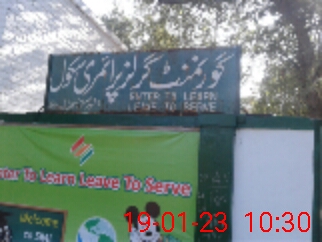 گورنمنٹ گرلز پرائمری سکول
ENTER TO LEARN
LEAVE TO SERVE
to Learn Leave To Serve
Welcome
19-01-23 10:30